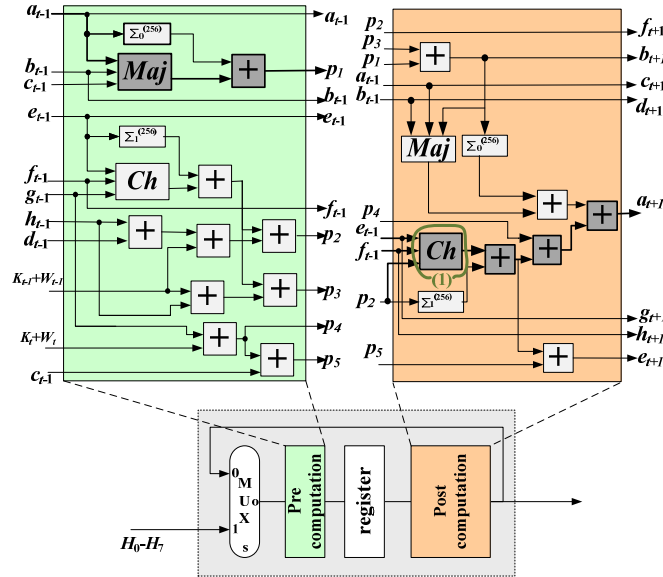 a_{t-1} a_{t-1}
Σ_0^{(256)}
Maj + p_1
b_{t-1} b_{t-1}
c_{t-1}
e_{t-1} e_{t-1}
Σ_1^{(256)}
f_{t-1} Ch + f_{t-1}
g_{t-1}
h_{t-1} + + + p_2
d_{t-1}
K_{t-1}+W_{t-1} + + p_3
K_t+W_t + p_4
+ p_5
c_{t-1}
p_2 f_{t+1}
p_3 + b_{t+1}
p_1
a_{t-1} c_{t+1}
b_{t-1} d_{t+1}
Maj Σ_0^{(256)}
+ + a_{t+1}
p_4
e_{t-1} Ch + +
f_{t-1} (1)
p_2 Σ_1^{(256)}
g_{t+1}
h_{t+1}
p_5 + e_{t+1}
0 MUX o
1 s
H_0-H_7
Pre computation
register
Post computation